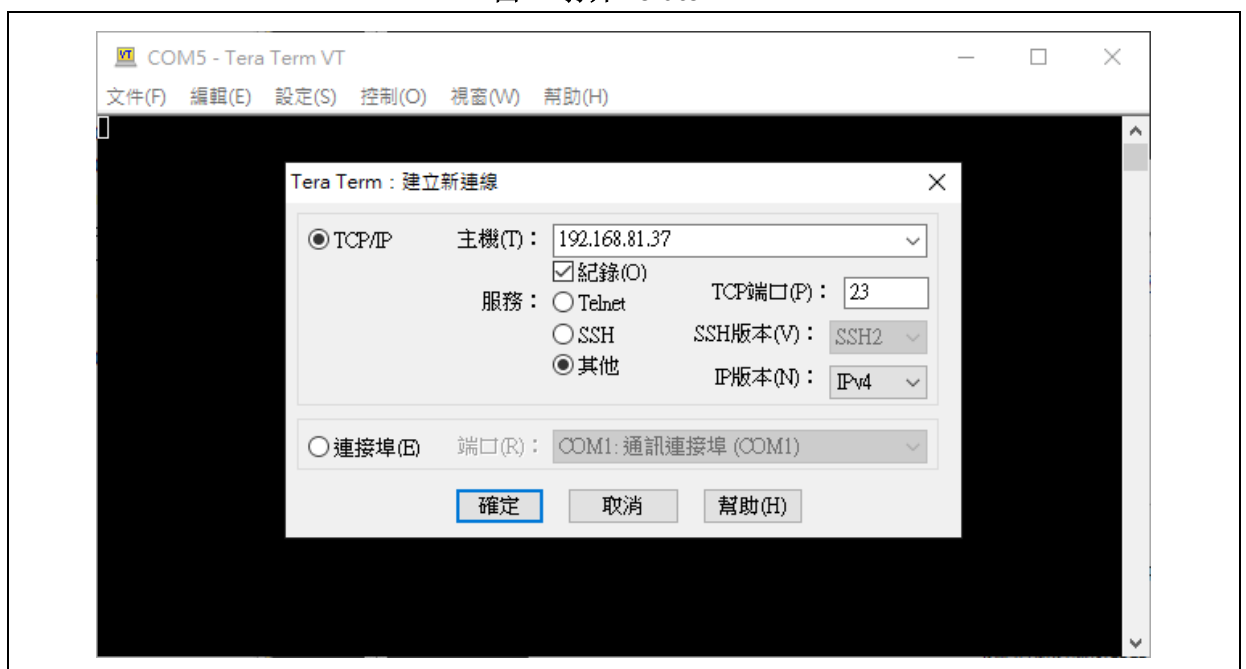 COM5 - Tera Term VT
文件(F) 編輯(E) 設定(S) 控制(O) 視窗(W) 幫助(H)
Tera Term：建立新連線
TCP/IP 主機(T)： 192.168.81.37
紀錄(O)
服務： Telnet TCP端口(P)： 23
SSH SSH版本(V)： SSH2
其他 IP版本(N)： IPv4
連接埠(E) 端口(R)： COM1: 通訊連接埠 (COM1)
確定 取消 幫助(H)